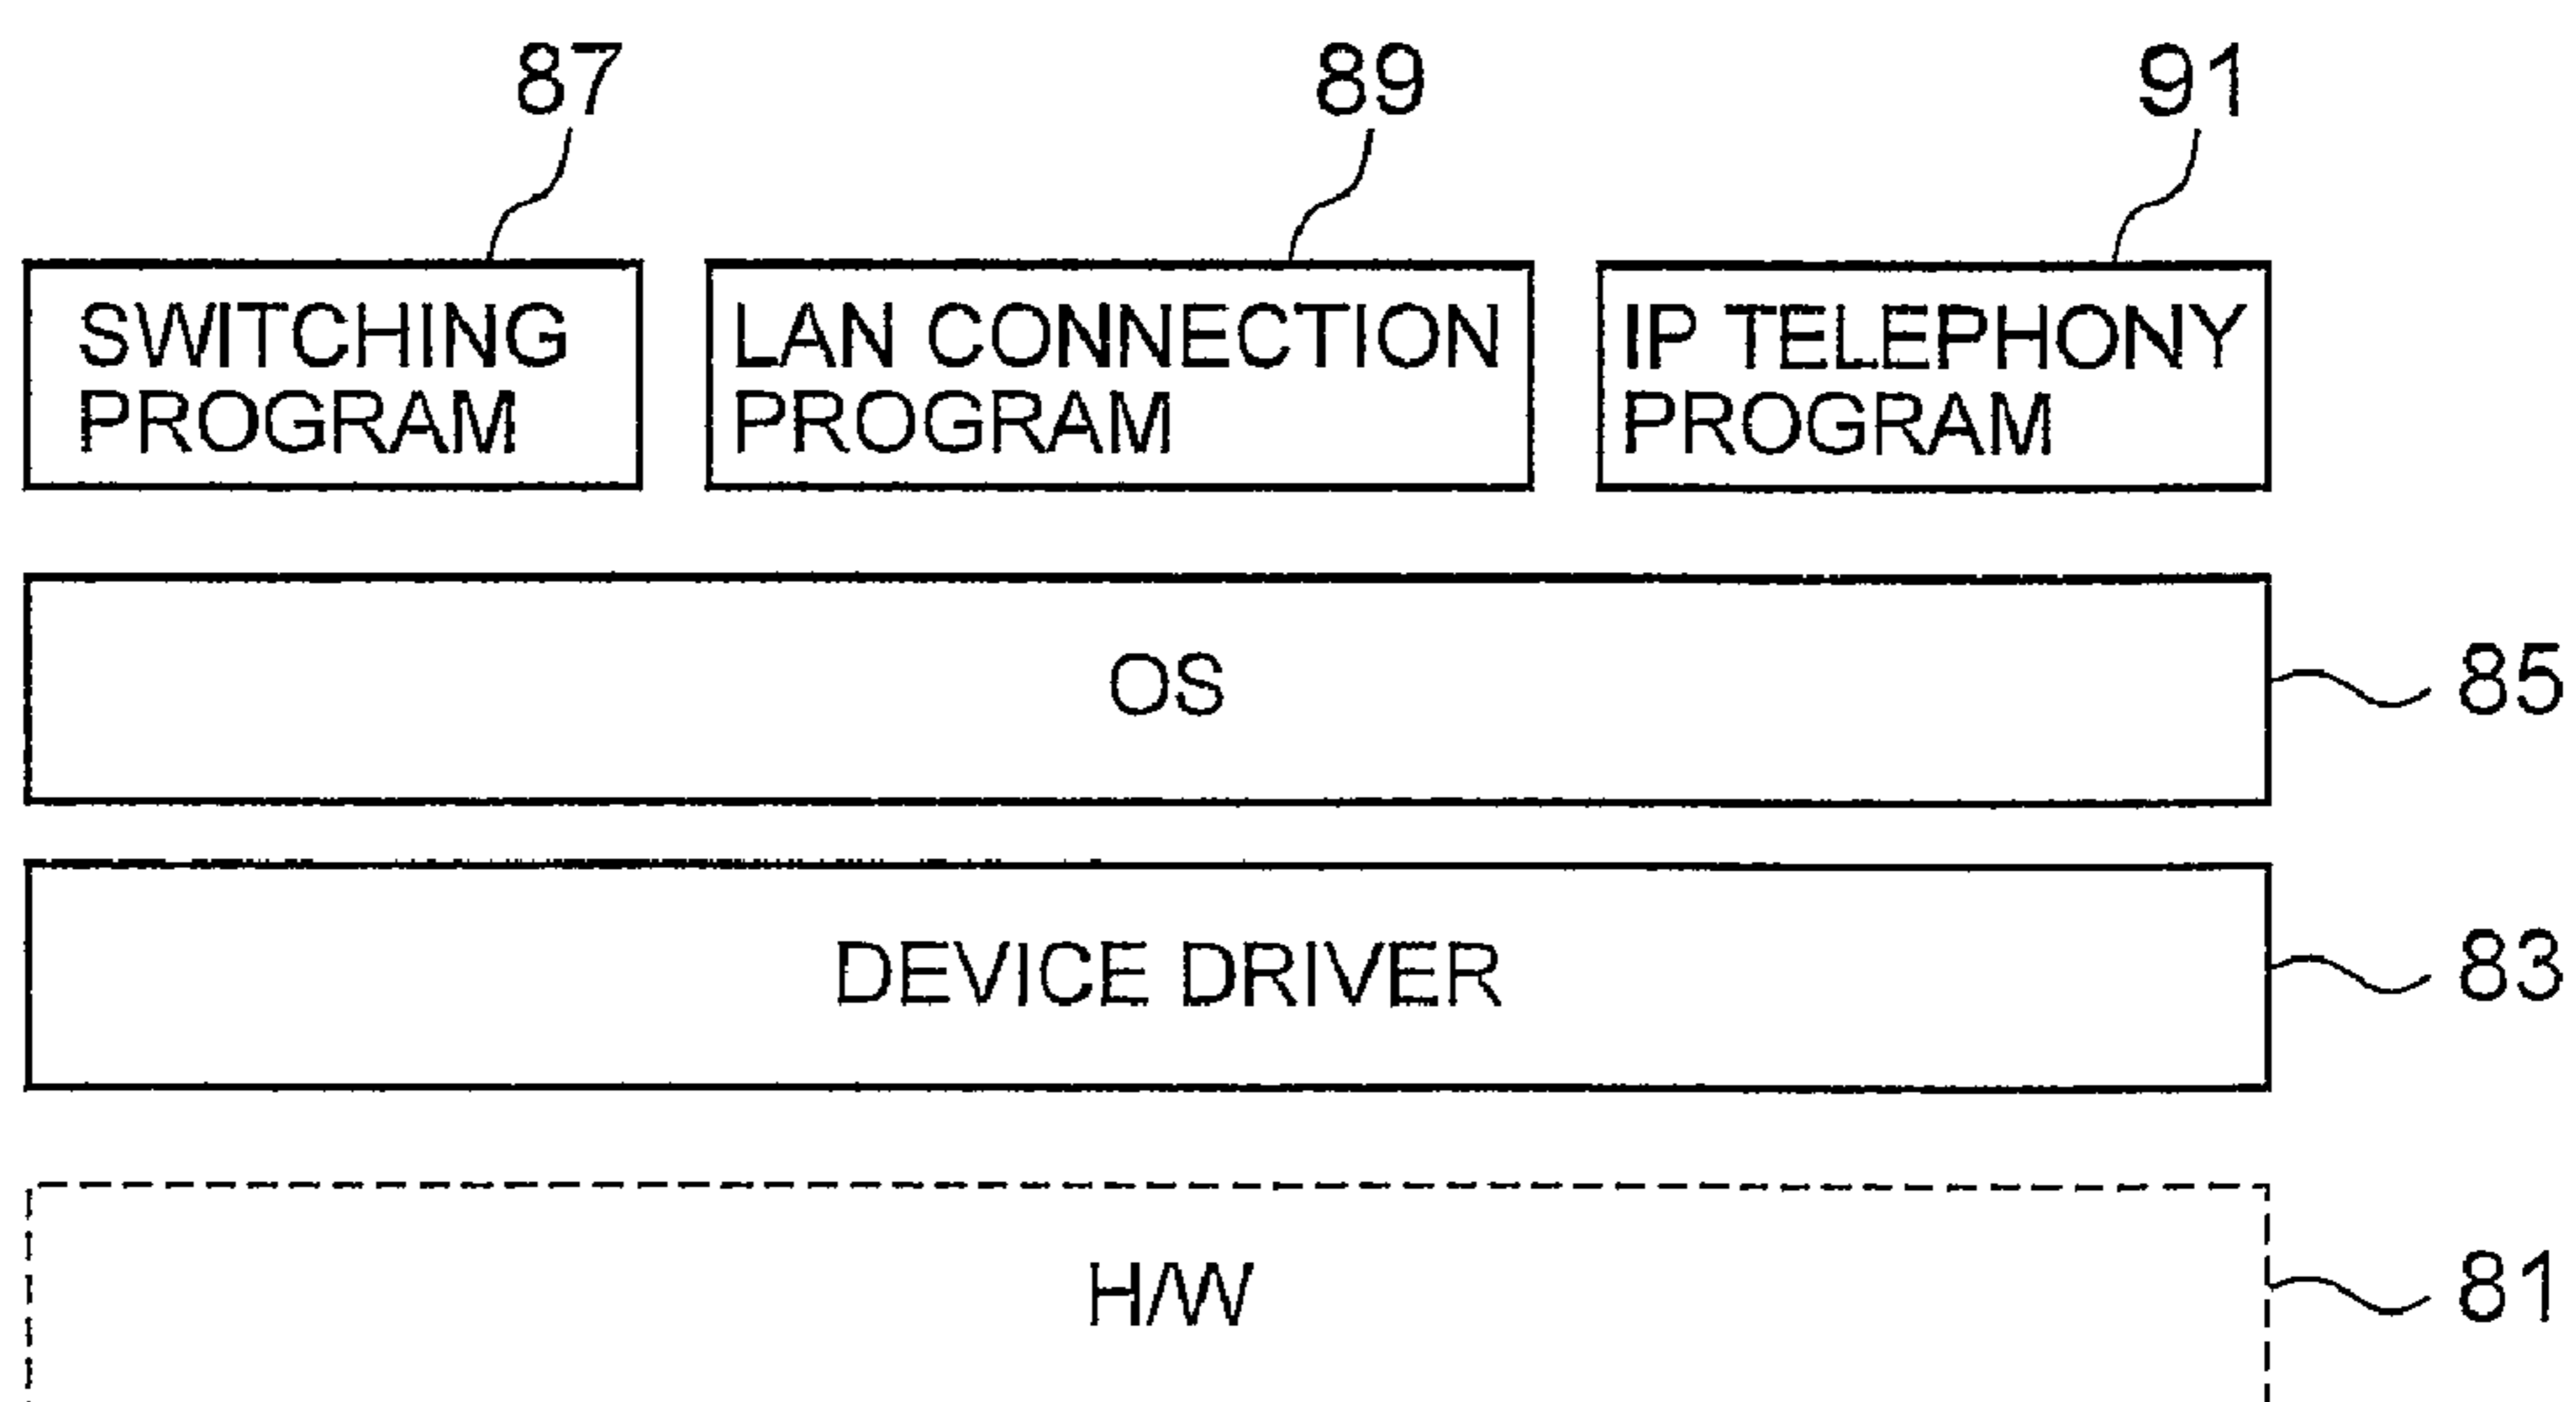 87 89 91
SWITCHING PROGRAM
LAN CONNECTION PROGRAM
IP TELEPHONY PROGRAM
OS 85
DEVICE DRIVER 83
H/W 81